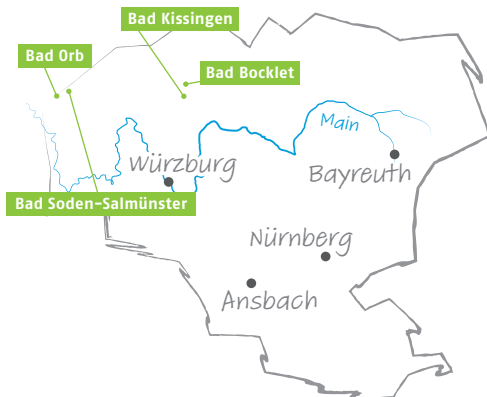 Bad Kissingen
Bad Orb
Bad Bocklet
Main
Würzburg
Bayreuth
Bad Soden-Salmünster
Nürnberg
Ansbach